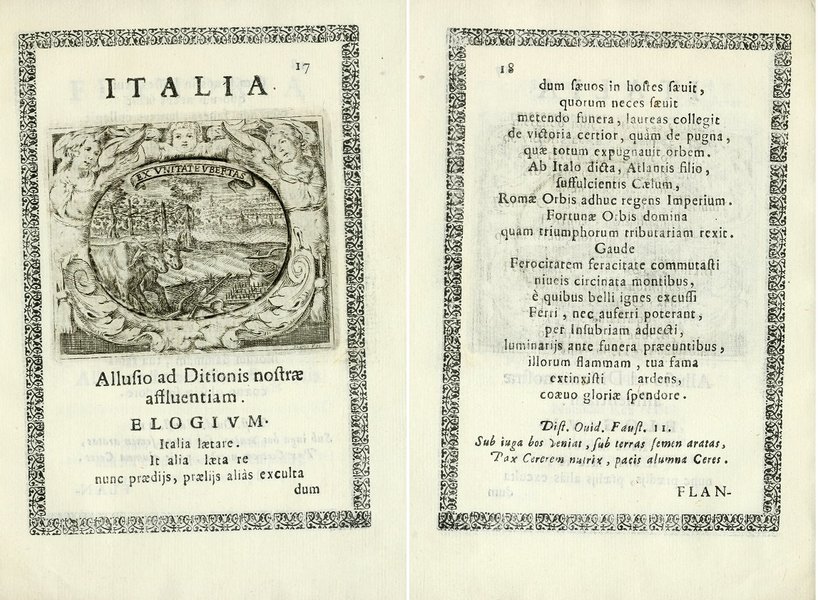 17
ITALIA.
EX VNITATE VBERTAS
Allusio ad Ditionis nostræ
affluentiam.
ELOGIVM.
Italia lætare.
It alia læta re
nunc prædijs, prælijs aliàs exculta
dum
18
dum sæuos in hostes sæuit,
quorum neces sæuit
metendo funera, laureas collegit
de victoria certior, quàm de pugna,
quæ totum expugnauit orbem.
Ab Italo dicta, Atlantis filio,
suffulcientis Cælum,
Romæ Orbis adhuc regens Imperium.
Fortunæ Orbis domina
quam triumphorum tributariam rexit.
Gaude
Ferocitatem feracitate commutasti
niueis circinata montibus,
è quibus belli ignes excussi
Ferri, nec auferri poterant,
per Insubriam aduecti,
luminarijs ante funera præeuntibus,
illorum flammam, tua fama
extinxisti ardens,
coæuo gloriæ spendore.
Dist. Ouid. Faust. 11.
Sub iuga bos veniat, sub terras semen aratas,
Pax Cererem nutrix, pacis alumna Ceres.
FLAN-